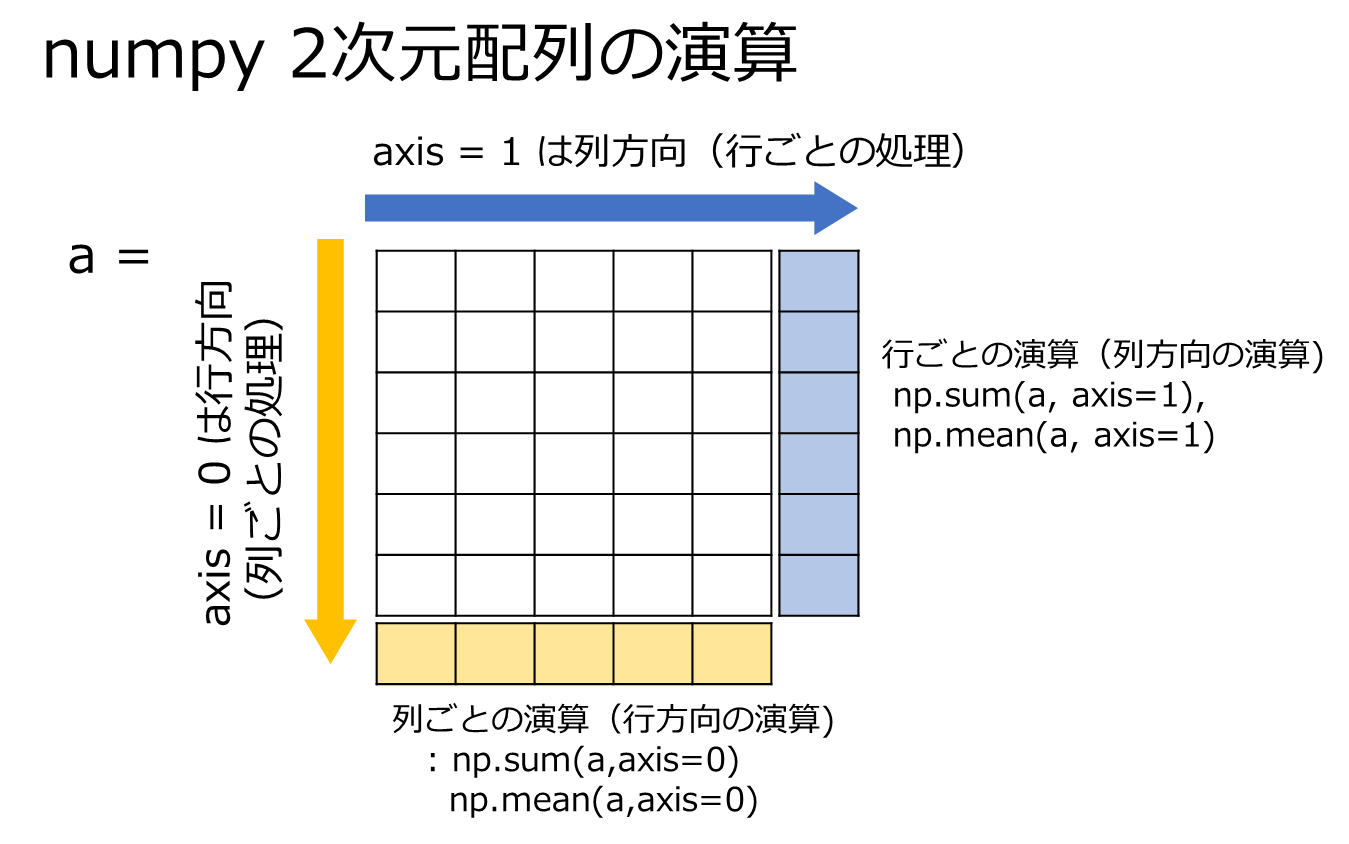 numpy 2次元配列の演算
axis = 1 は列方向（行ごとの処理）
a =
axis = 0 は行方向
（列ごとの処理）
行ごとの演算（列方向の演算)
np.sum(a, axis=1),
np.mean(a, axis=1)
列ごとの演算（行方向の演算)
: np.sum(a,axis=0)
np.mean(a,axis=0)